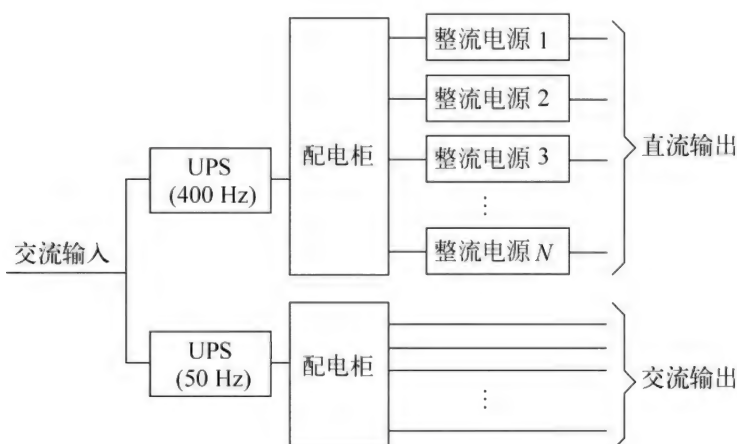 整流电源 1
整流电源 2
整流电源 3
⋮
整流电源 N
直流输出
配电柜
UPS
(400 Hz)
交流输入
UPS
(50 Hz)
配电柜
⋮
交流输出